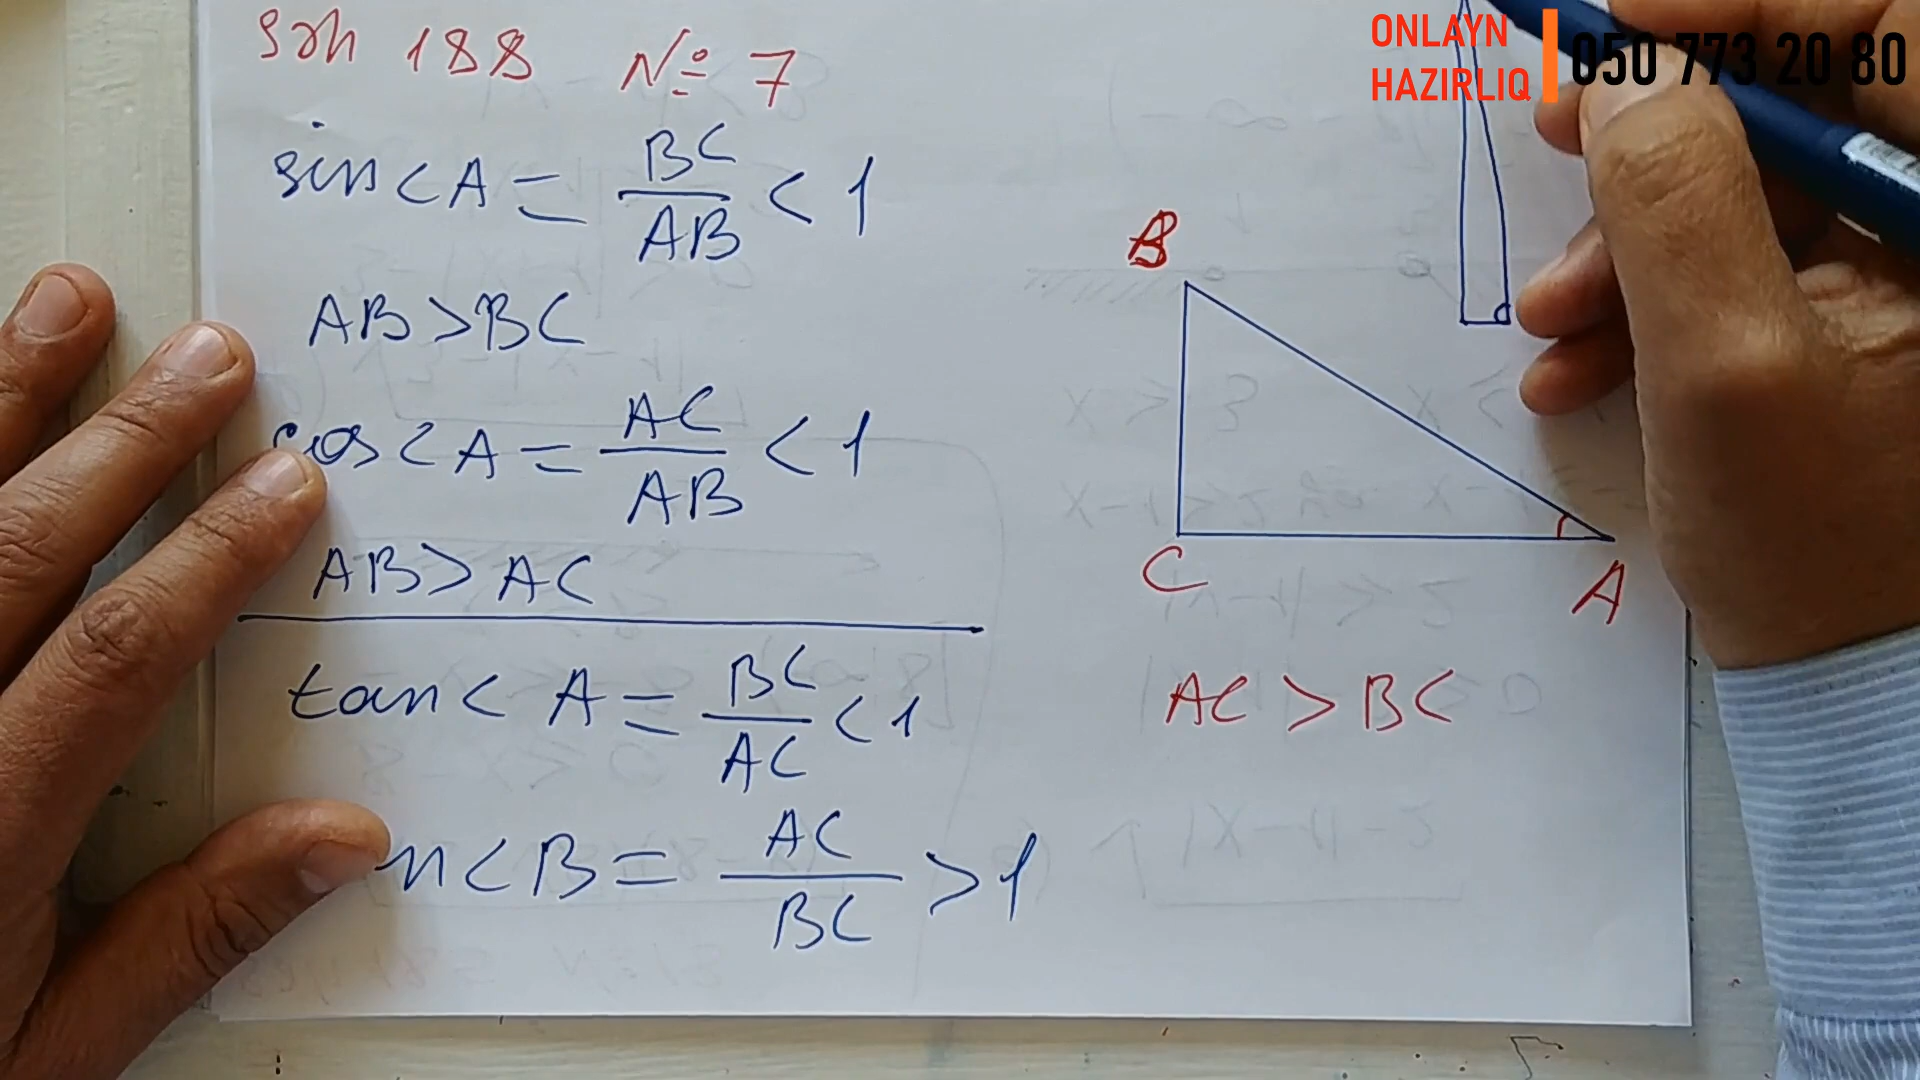 səh 188 № 7
ONLAYN
HAZIRLIQ
050 773 20 80
sin<A = BC/AB < 1
AB>BC
cos<A = AC/AB < 1
AB>AC
tan<A = BC/AC < 1
n<B = AC/BC > 1
B
C
A
AC > BC